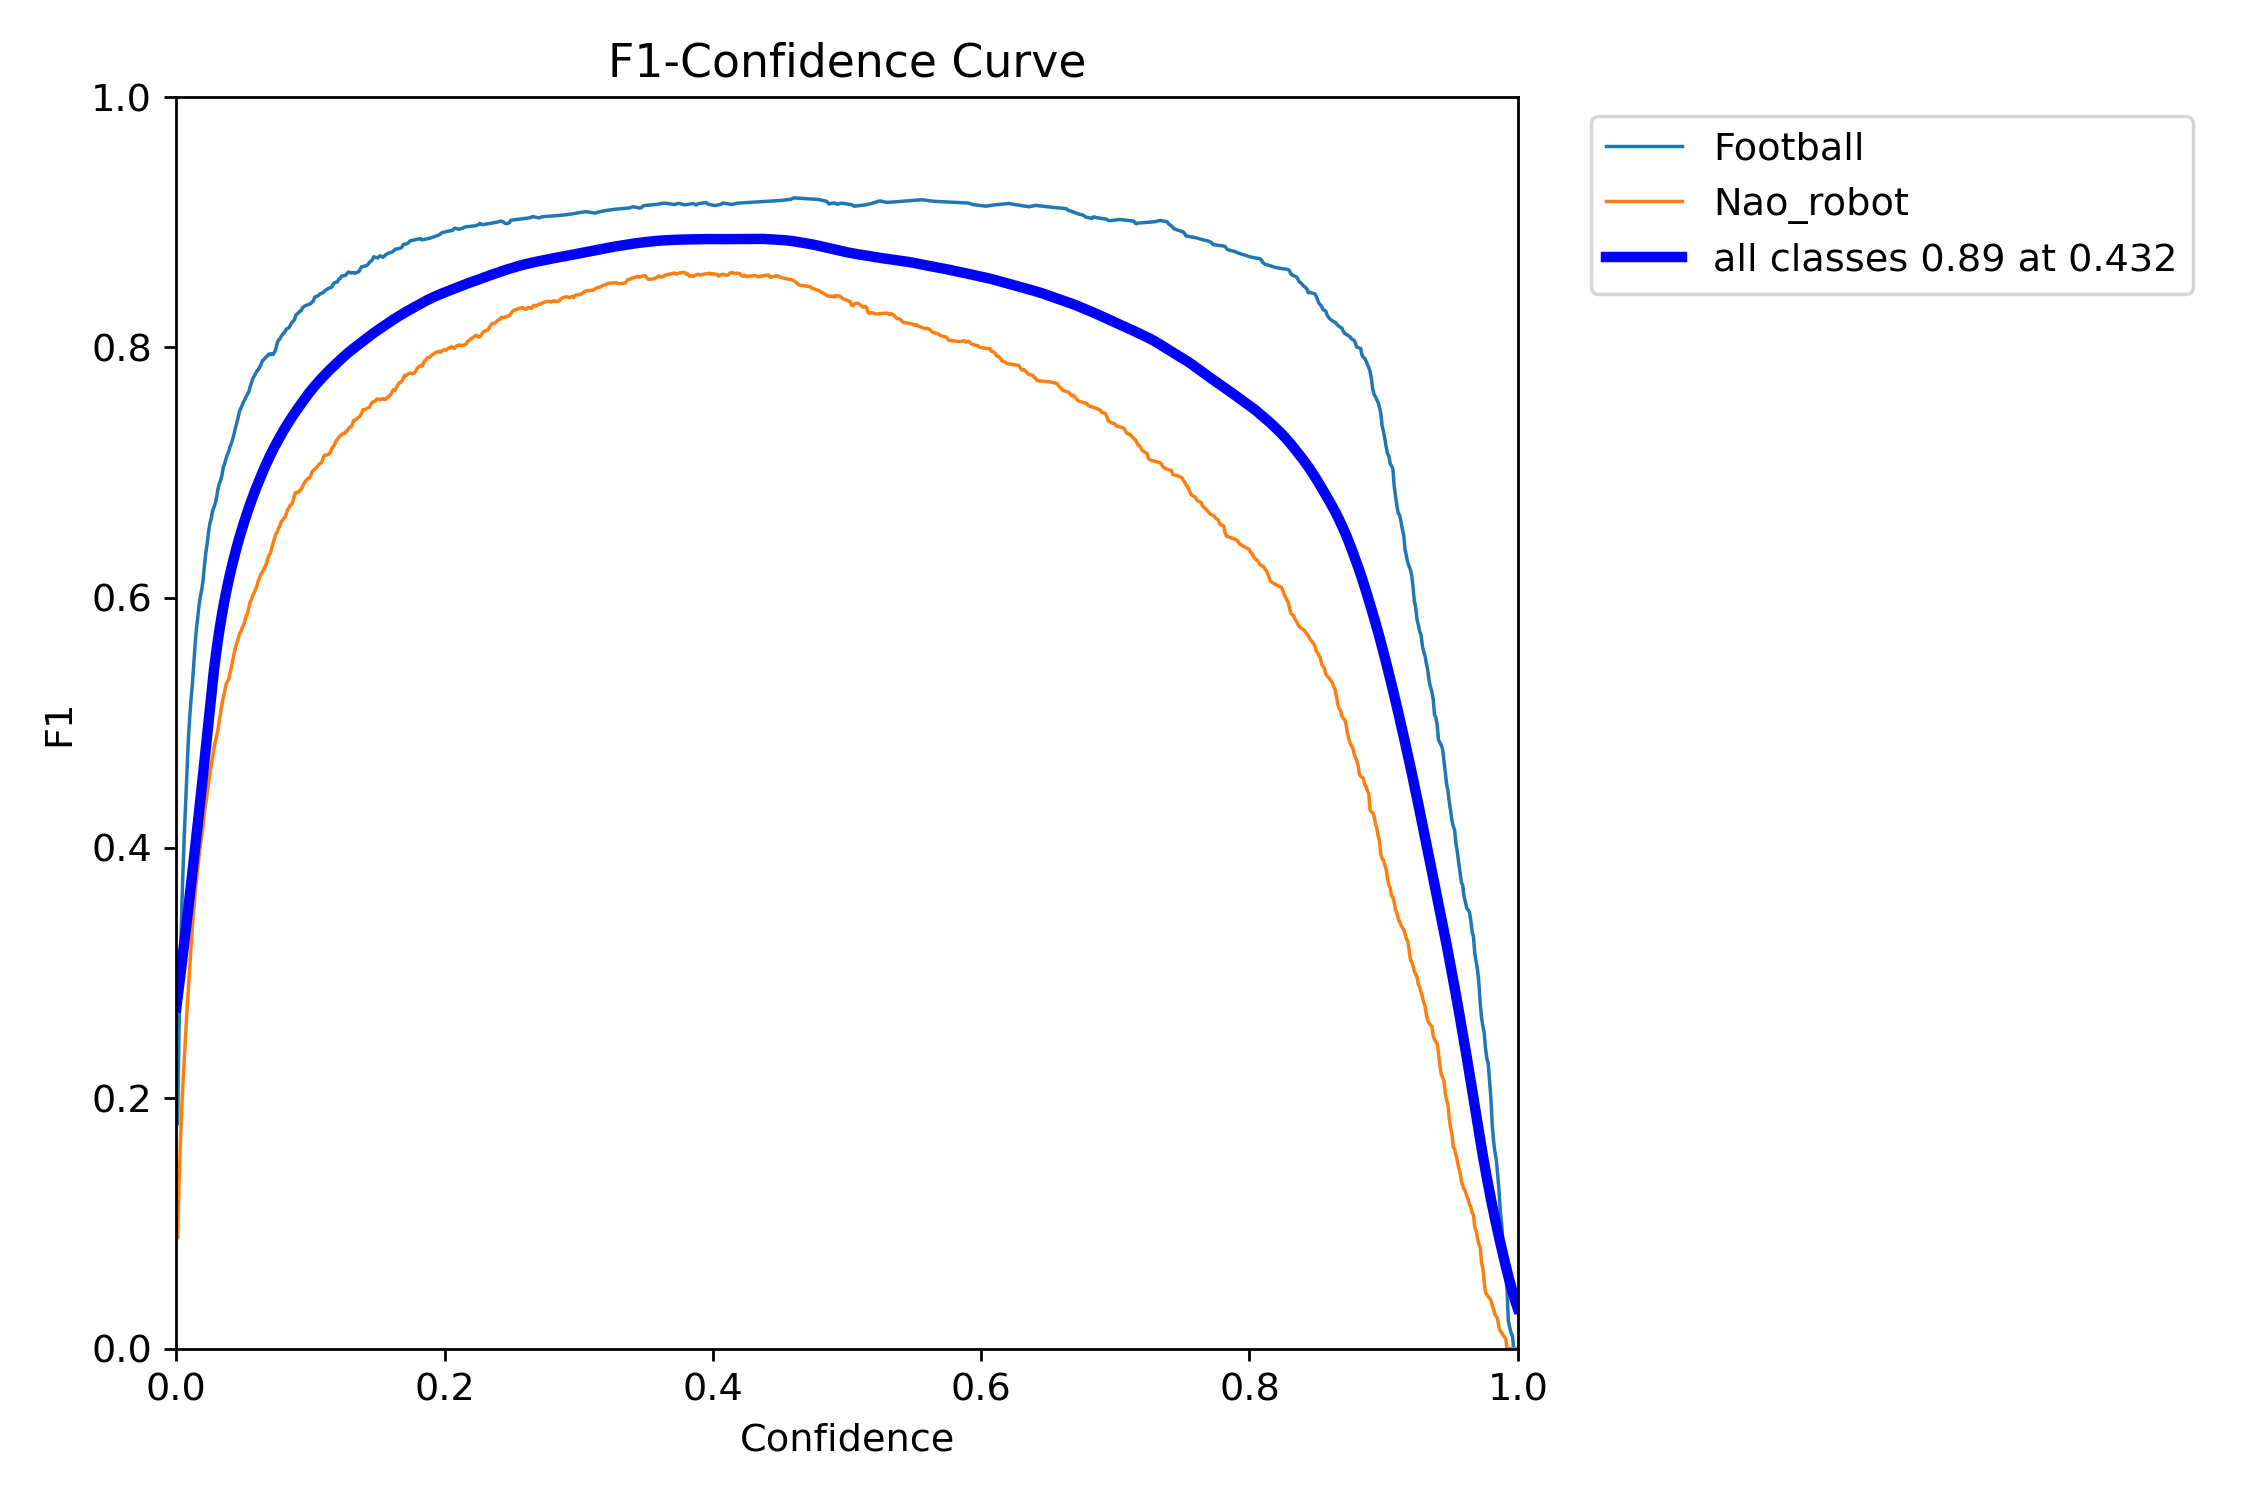 F1-Confidence Curve
1.0
0.8
0.6
0.4
0.2
0.0
F1
0.0 0.2 0.4 0.6 0.8 1.0
Confidence
Football
Nao_robot
all classes 0.89 at 0.432